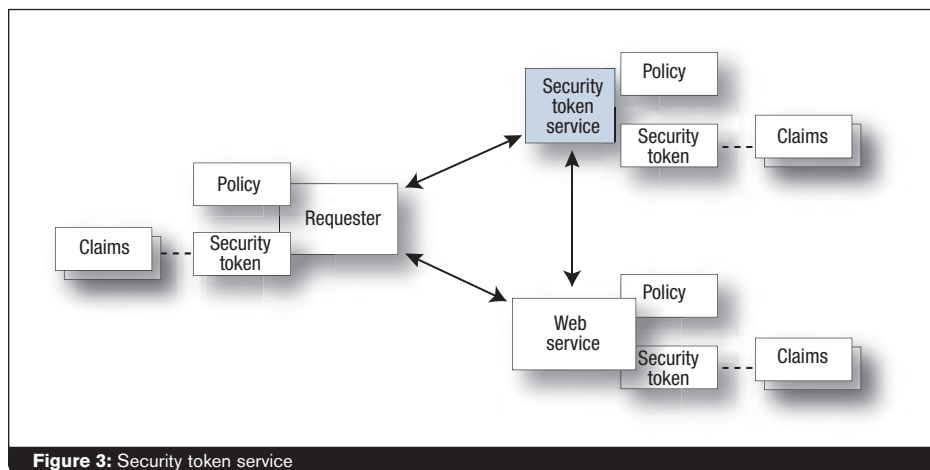 Security
token
service
Policy
Security
token
Claims
Policy
Requester
Claims
Security
token
Web
service
Policy
Security
token
Claims
Figure 3: Security token service